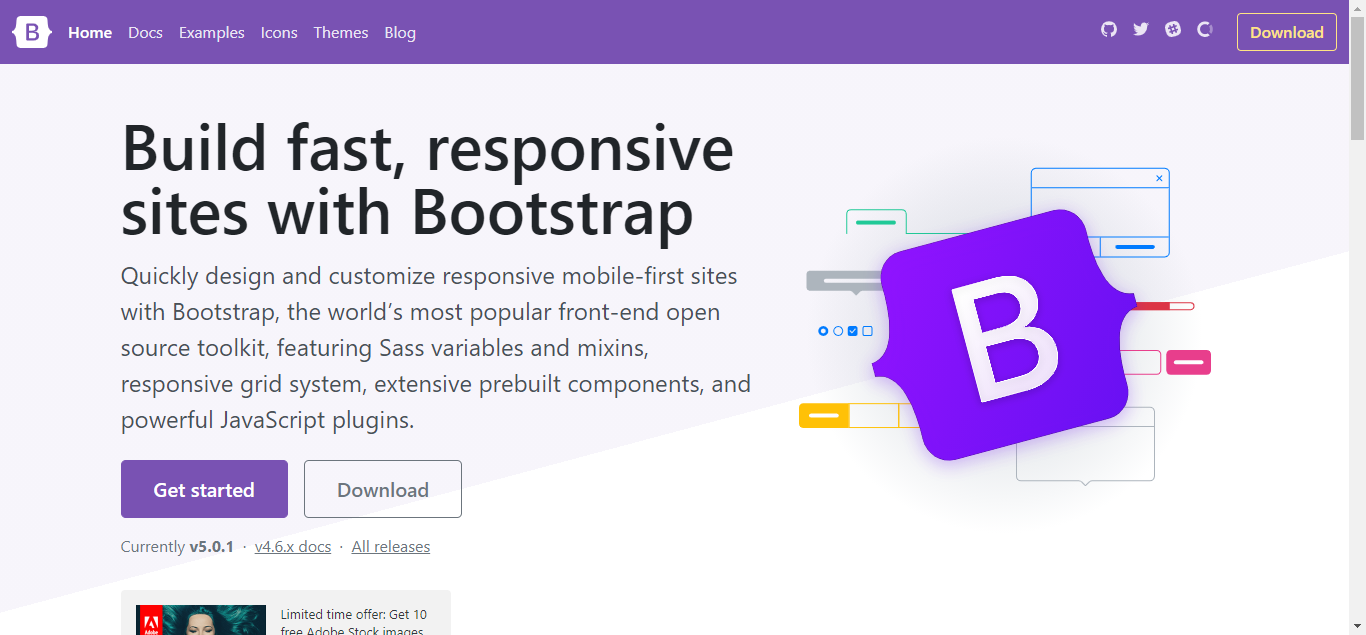 B Home Docs Examples Icons Themes Blog Download
Build fast, responsive
sites with Bootstrap
Quickly design and customize responsive mobile-first sites
with Bootstrap, the world’s most popular front-end open
source toolkit, featuring Sass variables and mixins,
responsive grid system, extensive prebuilt components, and
powerful JavaScript plugins.
B
Get started Download
Currently v5.0.1 · v4.6.x docs · All releases
Limited time offer: Get 10
free Adobe Stock images
Adobe